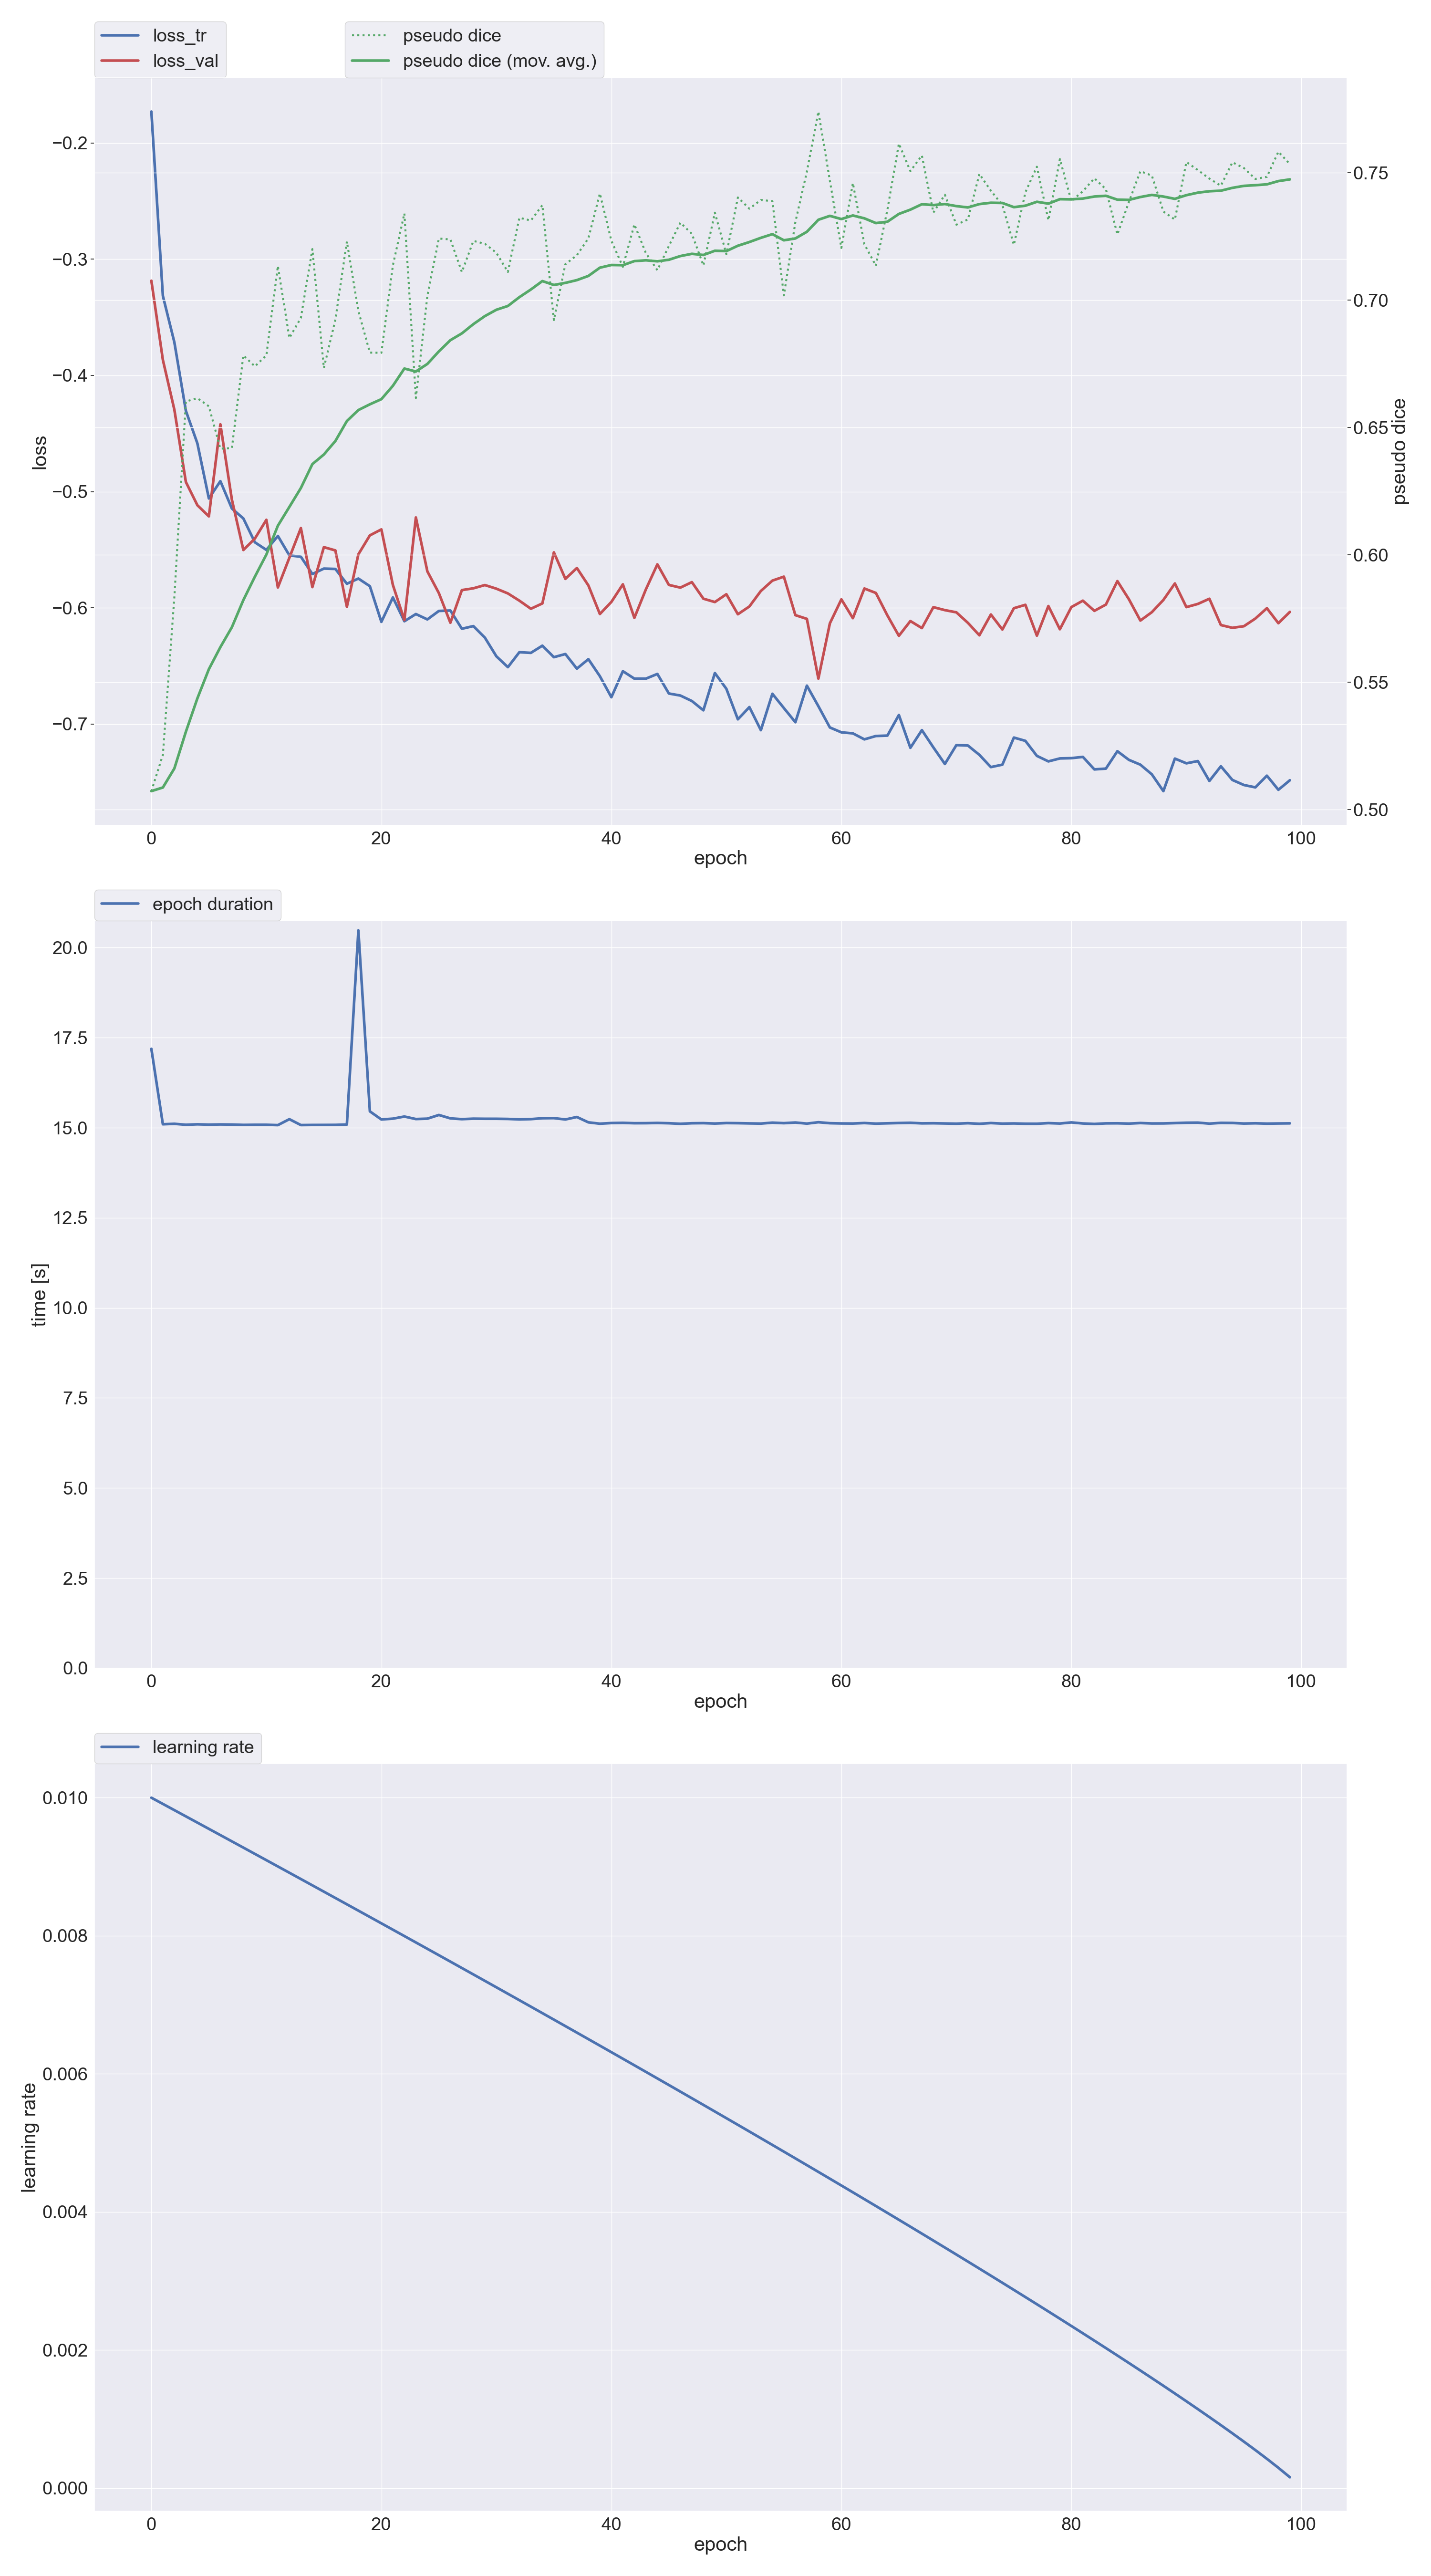 loss_tr
loss_val
pseudo dice
pseudo dice (mov. avg.)
−0.2
−0.3
−0.4
−0.5
−0.6
−0.7
loss
0.75
0.70
0.65
0.60
0.55
0.50
pseudo dice
0 20 40 60 80 100
epoch
epoch duration
20.0
17.5
15.0
12.5
10.0
7.5
5.0
2.5
0.0
time [s]
0 20 40 60 80 100
epoch
learning rate
0.010
0.008
0.006
0.004
0.002
0.000
learning rate
0 20 40 60 80 100
epoch